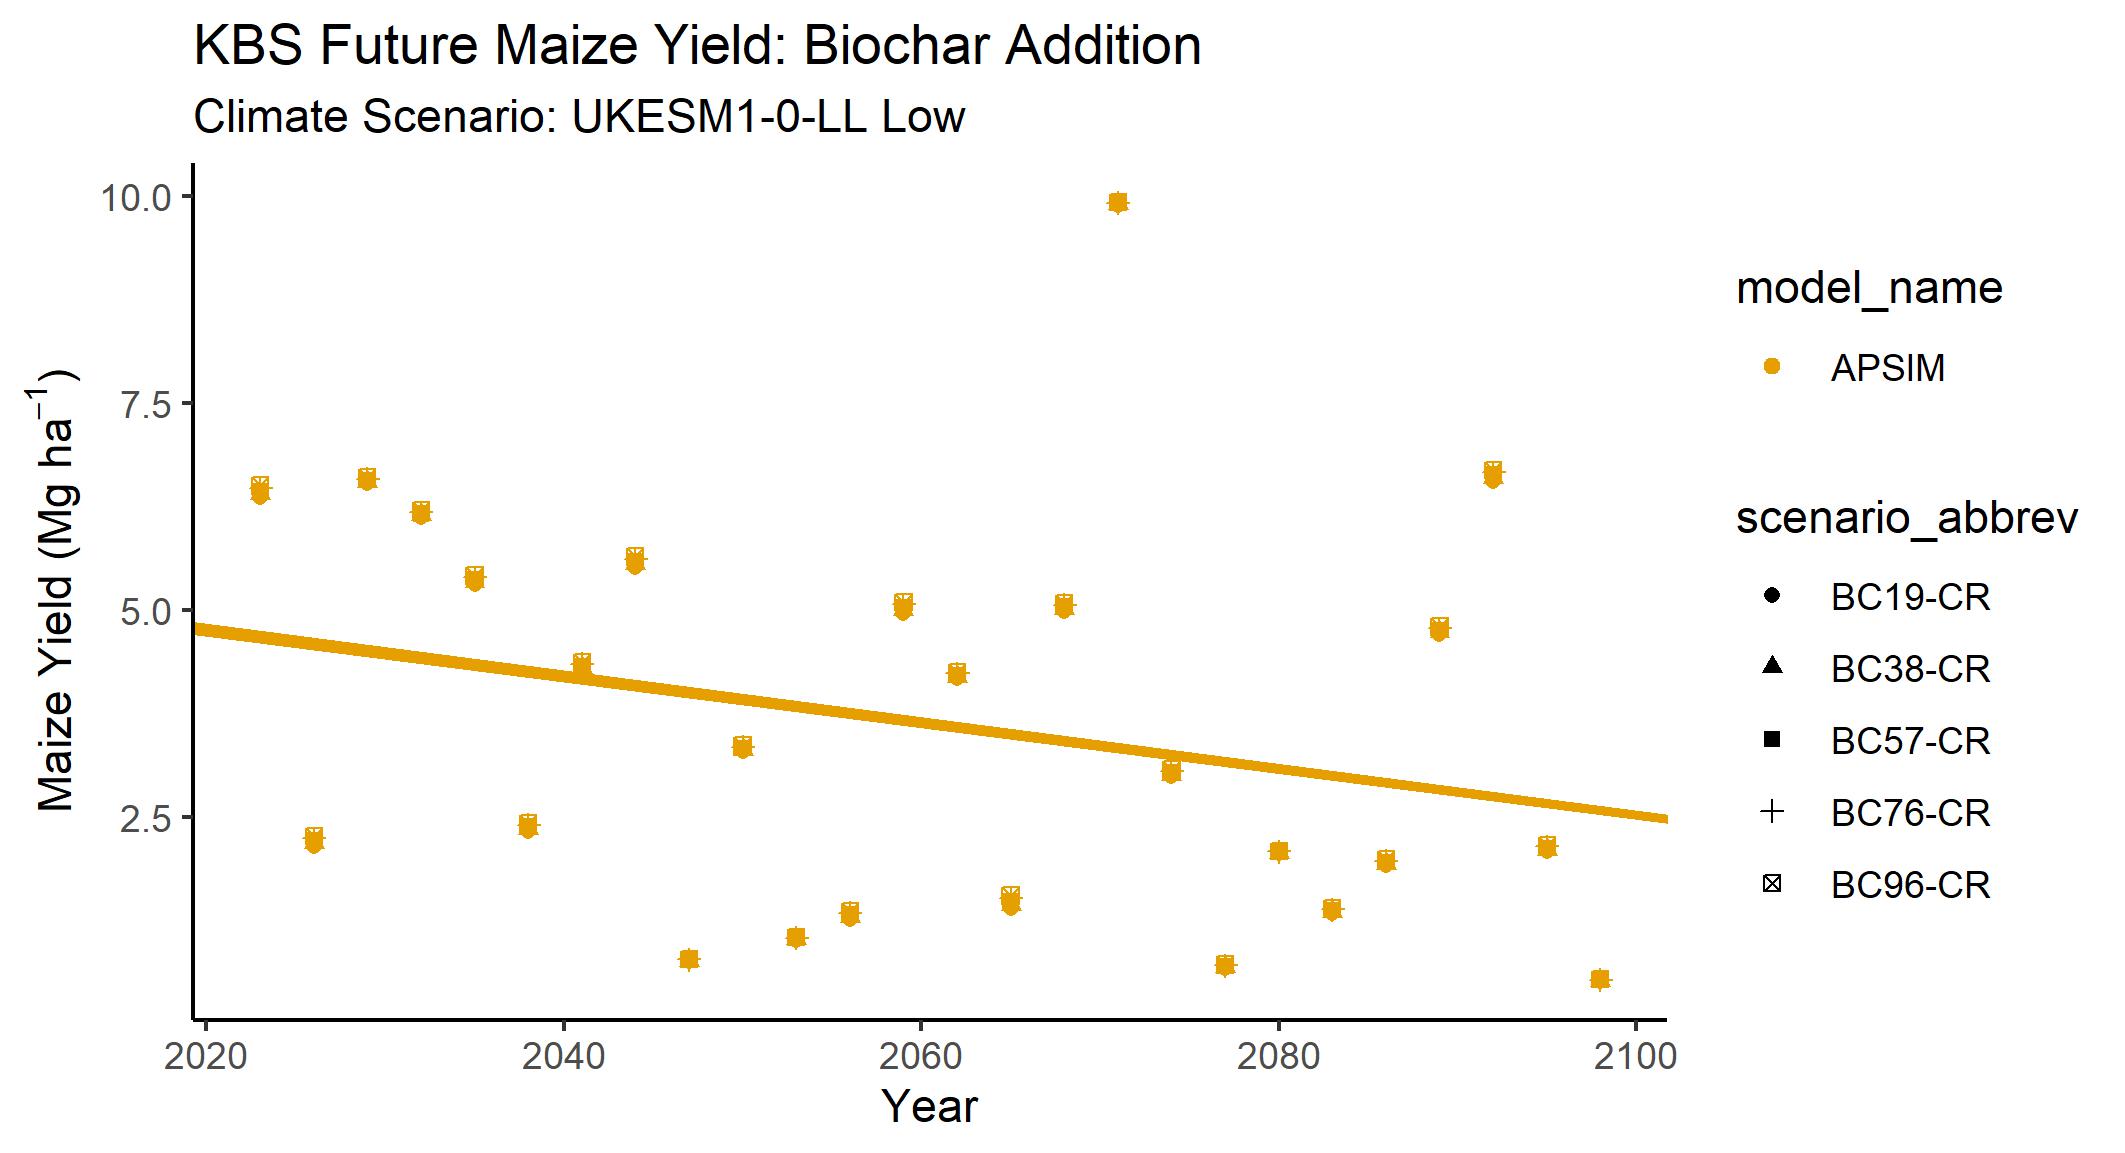 KBS Future Maize Yield: Biochar Addition
Climate Scenario: UKESM1-0-LL Low
Maize Yield (Mg ha⁻¹)
10.0
7.5
5.0
2.5
2020 2040 2060 2080 2100
Year
model_name
APSIM
scenario_abbrev
BC19-CR
BC38-CR
BC57-CR
BC76-CR
BC96-CR